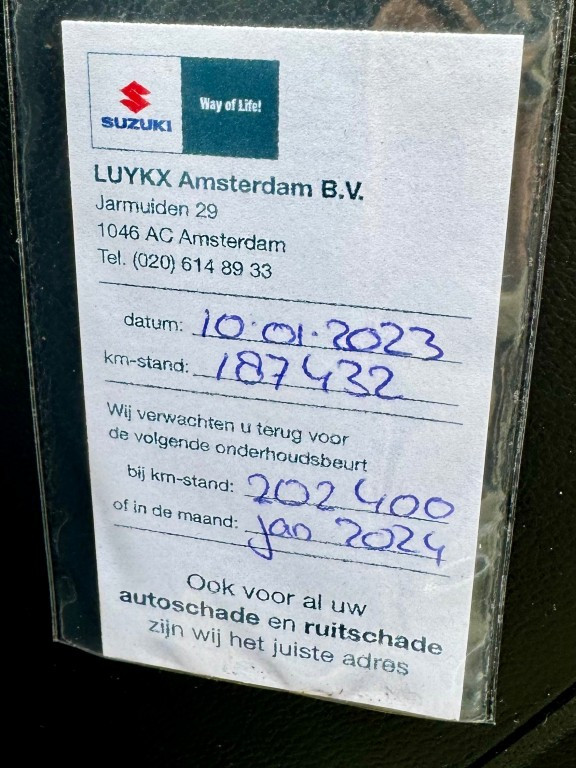 SUZUKI
Way of Life!
LUYKX Amsterdam B.V.
Jarmuiden 29
1046 AC Amsterdam
Tel. (020) 614 89 33
datum: 10.01.2023
km-stand: 187432
Wij verwachten u terug voor
de volgende onderhoudsbeurt
bij km-stand: 202400
of in de maand: jan 2024
Ook voor al uw
autoschade en ruitschade
zijn wij het juiste adres